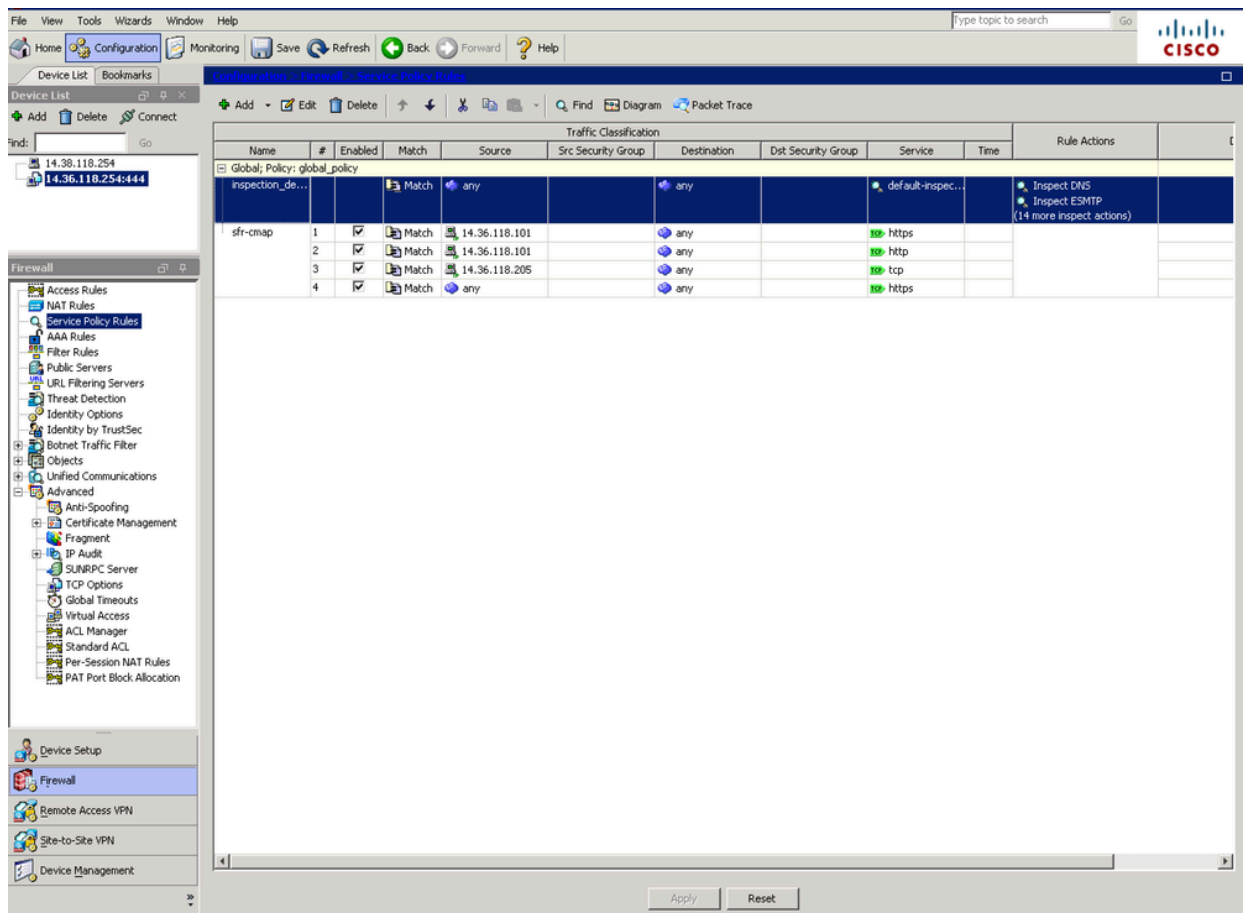 File View Tools Wizards Window Help
Type topic to search Go
CISCO
Home Configuration Monitoring Save Refresh Back Forward Help
Device List Bookmarks
Configuration > Firewall > Service Policy Rules
Device List
Add Delete Connect
Find: Go
14.38.118.254
14.36.118.254:444
Add Edit Delete Find Diagram Packet Trace
Traffic Classification
Name # Enabled Match Source Src Security Group Destination Dst Security Group Service Time Rule Actions
Global; Policy: global_policy
inspection_de... Match any any default-inspec... Inspect DNS
Inspect ESMTP
(14 more inspect actions)
sfr-cmap 1 Match 14.36.118.101 any TCP https
2 Match 14.36.118.101 any TCP http
3 Match 14.36.118.205 any TCP tcp
4 Match any any TCP https
Firewall
Access Rules
NAT Rules
Service Policy Rules
AAA Rules
Filter Rules
Public Servers
URL Filtering Servers
Threat Detection
Identity Options
Identity by TrustSec
Botnet Traffic Filter
Objects
Unified Communications
Advanced
Anti-Spoofing
Certificate Management
Fragment
IP Audit
SUNRPC Server
TCP Options
Global Timeouts
Virtual Access
ACL Manager
Standard ACL
Per-Session NAT Rules
PAT Port Block Allocation
Device Setup
Firewall
Remote Access VPN
Site-to-Site VPN
Device Management
Apply Reset